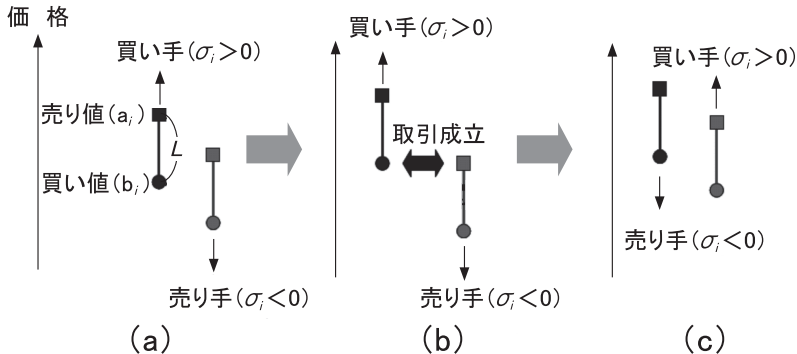 価 格
買い手(σi＞0)
売り値(ai)
L
買い値(bi)
売り手(σi＜0)
(a)
買い手(σi＞0)
取引成立
売り手(σi＜0)
(b)
買い手(σi＞0)
売り手(σi＜0)
(c)